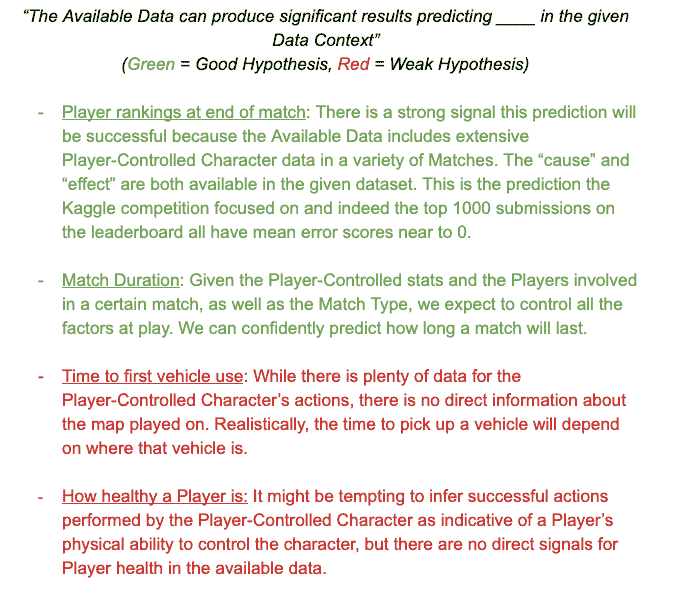 “The Available Data can produce significant results predicting ____ in the given
Data Context”
(Green = Good Hypothesis, Red = Weak Hypothesis)
- Player rankings at end of match: There is a strong signal this prediction will
be successful because the Available Data includes extensive
Player-Controlled Character data in a variety of Matches. The “cause” and
“effect” are both available in the given dataset. This is the prediction the
Kaggle competition focused on and indeed the top 1000 submissions on
the leaderboard all have mean error scores near to 0.
- Match Duration: Given the Player-Controlled stats and the Players involved
in a certain match, as well as the Match Type, we expect to control all the
factors at play. We can confidently predict how long a match will last.
- Time to first vehicle use: While there is plenty of data for the
Player-Controlled Character’s actions, there is no direct information about
the map played on. Realistically, the time to pick up a vehicle will depend
on where that vehicle is.
- How healthy a Player is: It might be tempting to infer successful actions
performed by the Player-Controlled Character as indicative of a Player’s
physical ability to control the character, but there are no direct signals for
Player health in the available data.